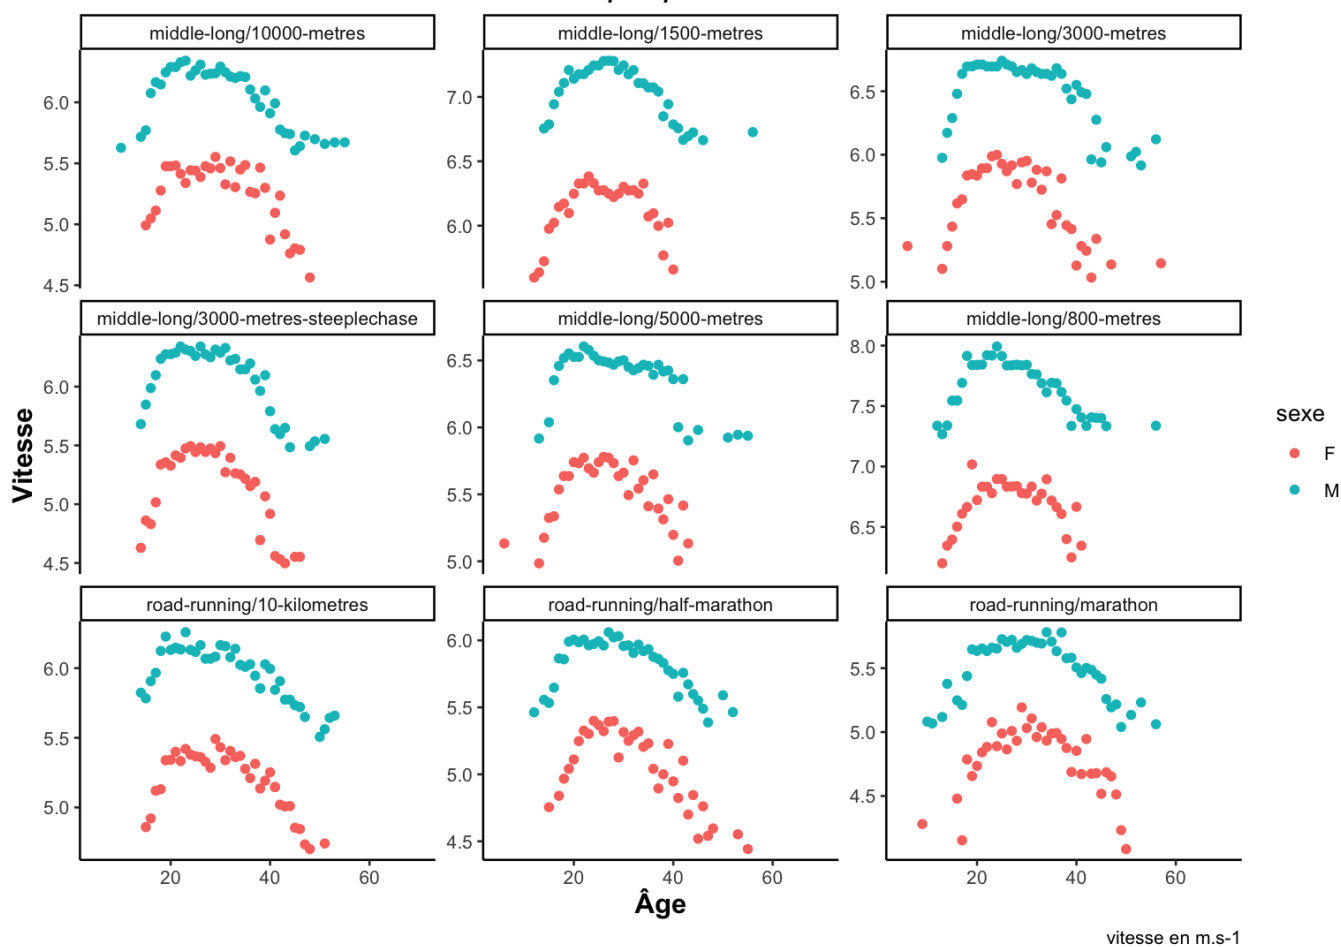 middle-long/10000-metres
middle-long/1500-metres
middle-long/3000-metres
6.0
5.5
5.0
4.5
7.0
6.5
6.0
6.5
6.0
5.5
5.0
middle-long/3000-metres-steeplechase
middle-long/5000-metres
middle-long/800-metres
6.0
5.5
5.0
4.5
6.5
6.0
5.5
5.0
8.0
7.5
7.0
6.5
sexe
F
M
Vitesse
road-running/10-kilometres
road-running/half-marathon
road-running/marathon
6.0
5.5
5.0
6.0
5.5
5.0
4.5
5.5
5.0
4.5
20 40 60
20 40 60
20 40 60
Âge
vitesse en m.s-1